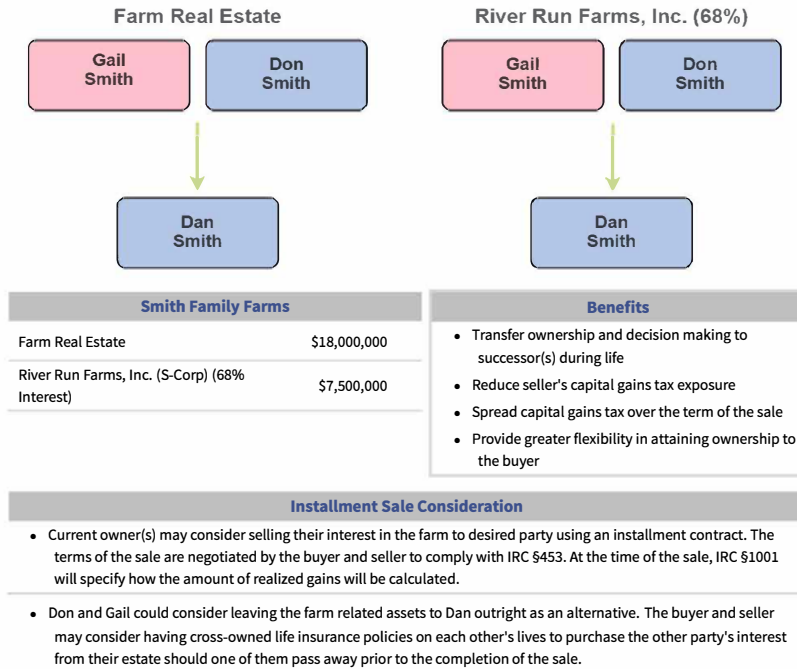 Farm Real Estate
River Run Farms, Inc. (68%)
Gail
Smith
Don
Smith
Gail
Smith
Don
Smith
Dan
Smith
Dan
Smith
Smith Family Farms
Farm Real Estate $18,000,000
River Run Farms, Inc. (S-Corp) (68%
Interest) $7,500,000
Benefits
• Transfer ownership and decision making to
successor(s) during life
• Reduce seller's capital gains tax exposure
• Spread capital gains tax over the term of the sale
• Provide greater flexibility in attaining ownership to
the buyer
Installment Sale Consideration
• Current owner(s) may consider selling their interest in the farm to desired party using an installment contract. The
terms of the sale are negotiated by the buyer and seller to comply with IRC §453. At the time of the sale, IRC §1001
will specify how the amount of realized gains will be calculated.
• Don and Gail could consider leaving the farm related assets to Dan outright as an alternative. The buyer and seller
may consider having cross-owned life insurance policies on each other's lives to purchase the other party's interest
from their estate should one of them pass away prior to the completion of the sale.